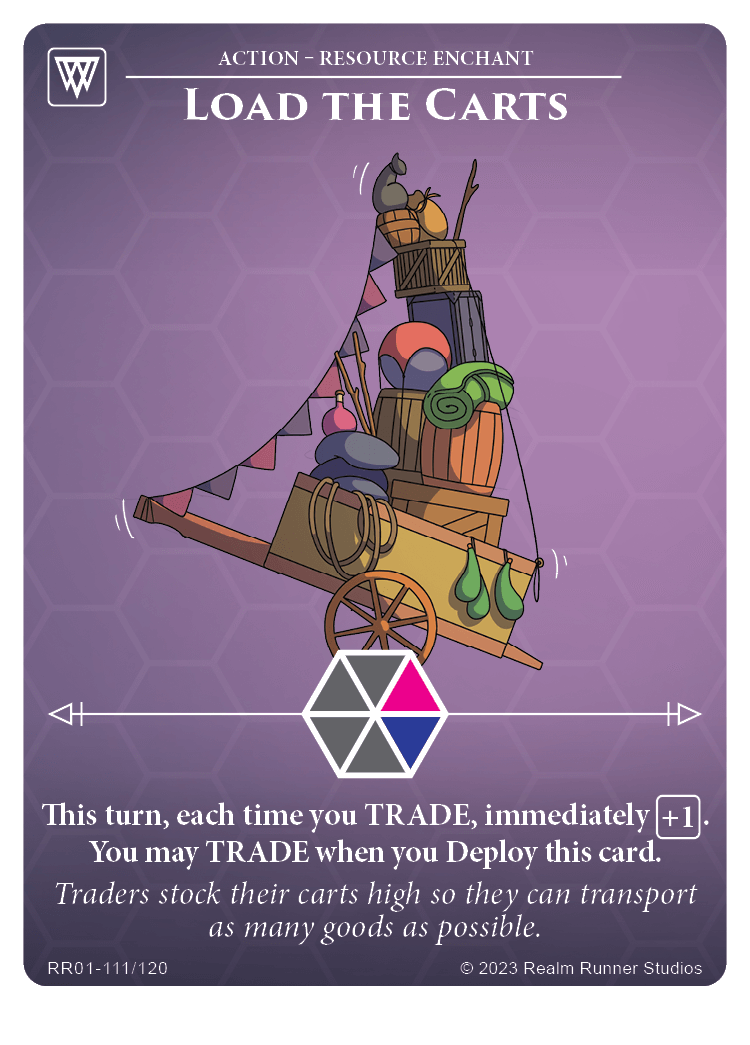 ACTION – RESOURCE ENCHANT
LOAD THE CARTS
This turn, each time you TRADE, immediately +1.
You may TRADE when you Deploy this card.
Traders stock their carts high so they can transport
as many goods as possible.
RR01-111/120
© 2023 Realm Runner Studios